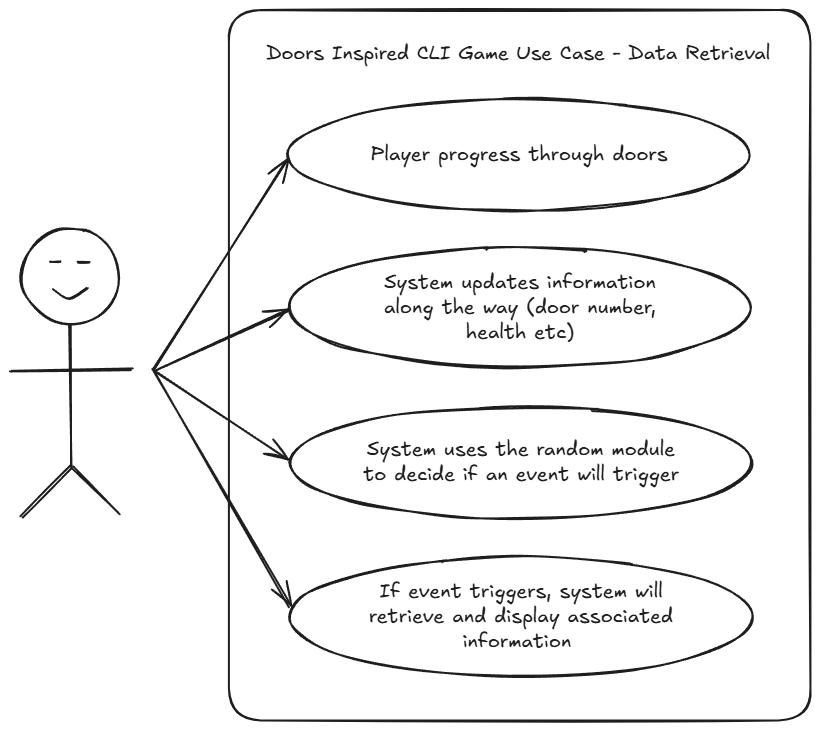 Doors Inspired CLI Game Use Case - Data Retrieval
Player progress through doors
System updates information
along the way (door number,
health etc)
System uses the random module
to decide if an event will trigger
If event triggers, system will
retrieve and display associated
information